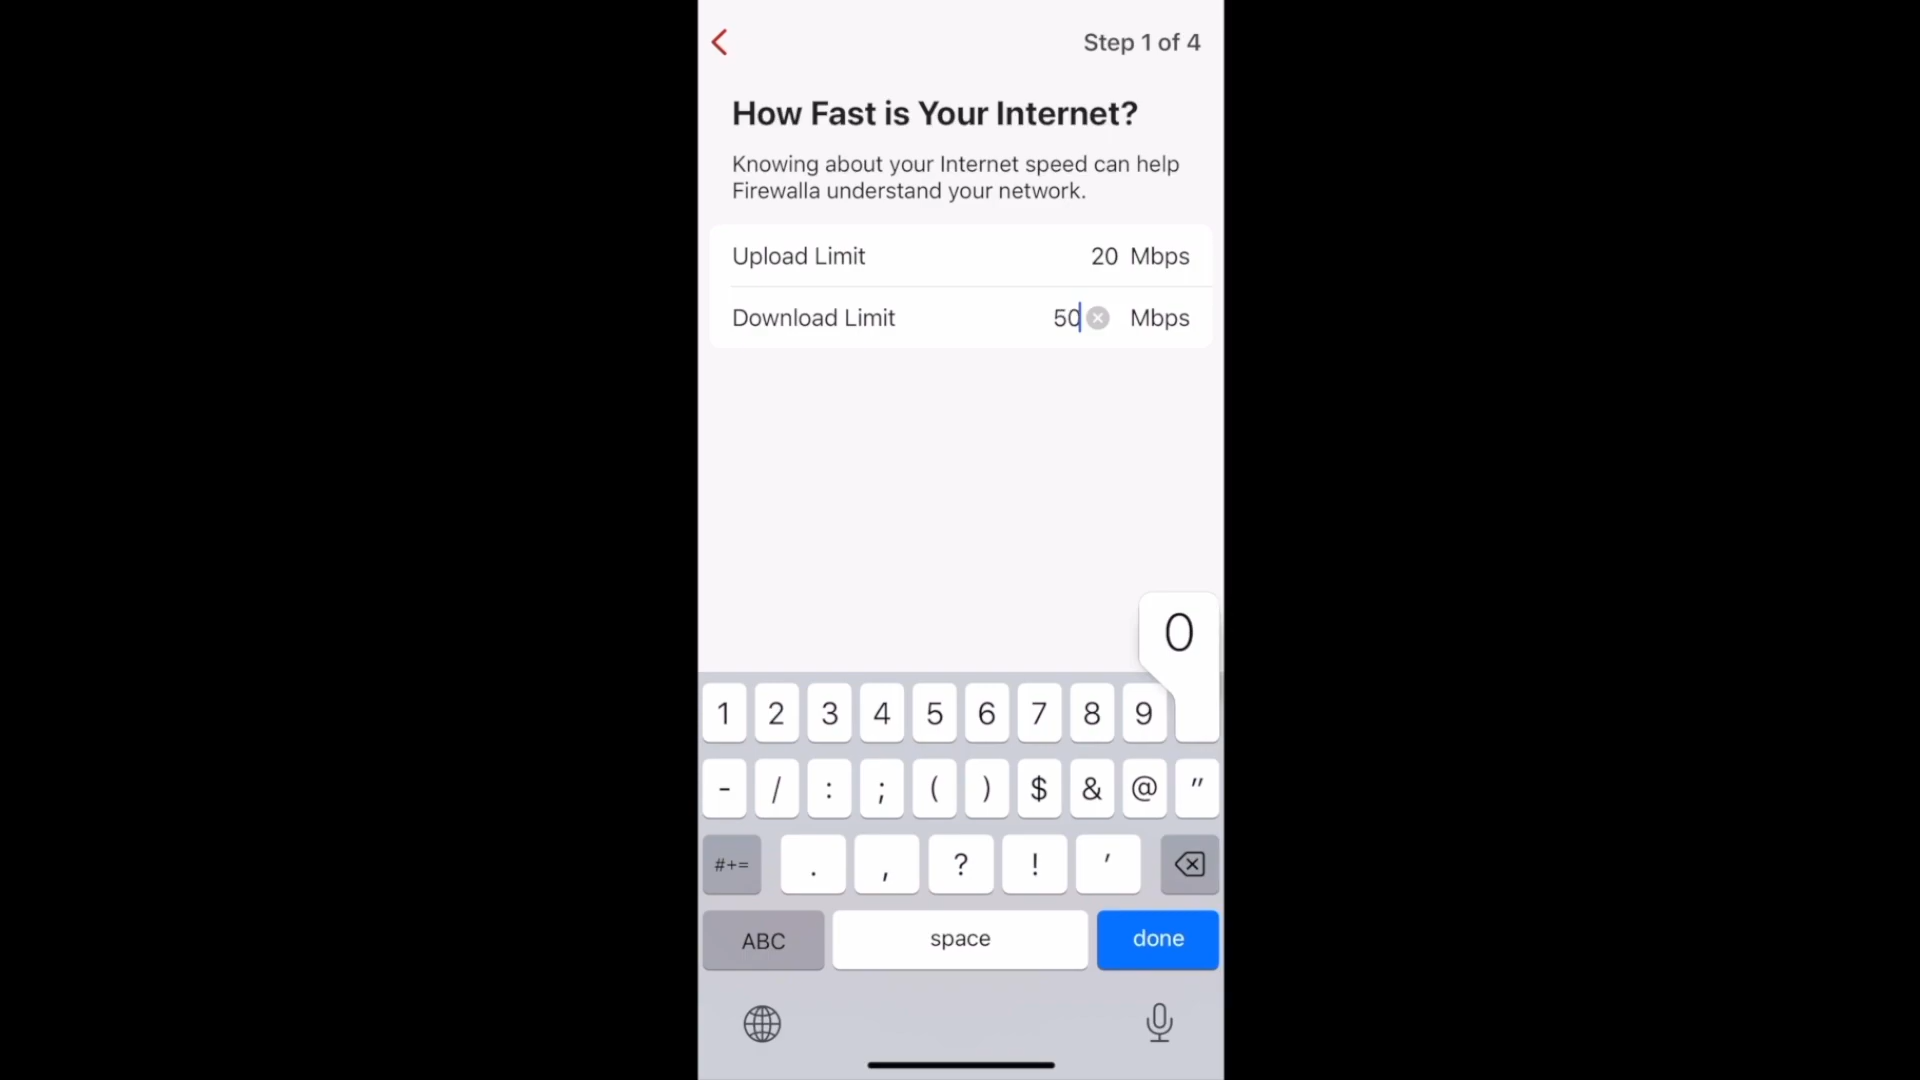 Step 1 of 4
How Fast is Your Internet?
Knowing about your Internet speed can help
Firewalla understand your network.
Upload Limit 20 Mbps
Download Limit 50 Mbps
0
1 2 3 4 5 6 7 8 9
- / : ; ( ) $ & @ "
#+= . , ? ! '
ABC space done